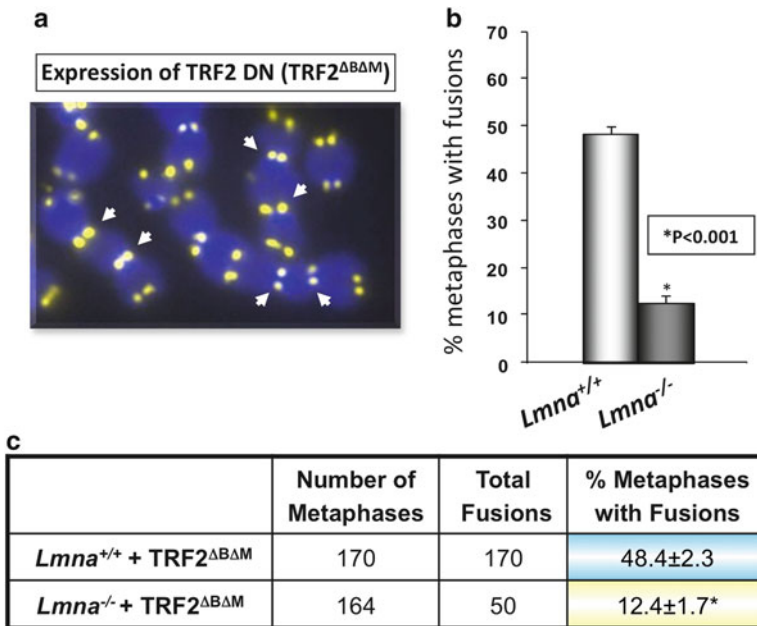 a
Expression of TRF2 DN (TRF2ΔBΔM)
b
% metaphases with fusions
70
60
50
40
30
20
10
0
*P<0.001
*
Lmna+/+
Lmna-/-
c
Number of Metaphases
Total Fusions
% Metaphases with Fusions
Lmna+/+ + TRF2ΔBΔM 170 170 48.4±2.3
Lmna-/- + TRF2ΔBΔM 164 50 12.4±1.7*